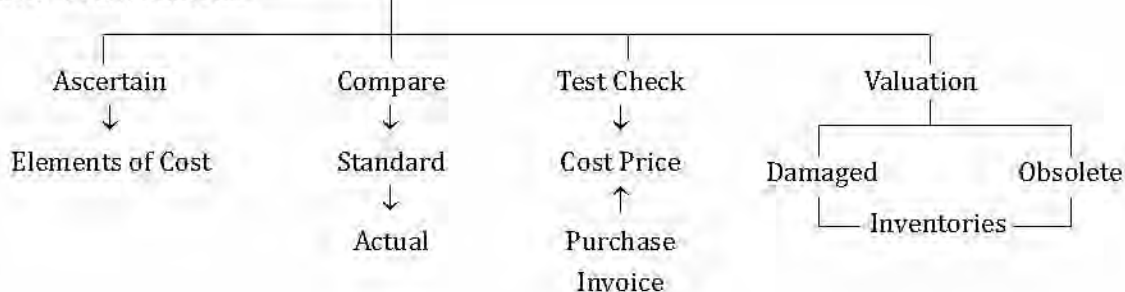 Ascertain Compare Test Check Valuation
Elements of Cost Standard Cost Price
Damaged Obsolete
Inventories
Actual Purchase
Invoice